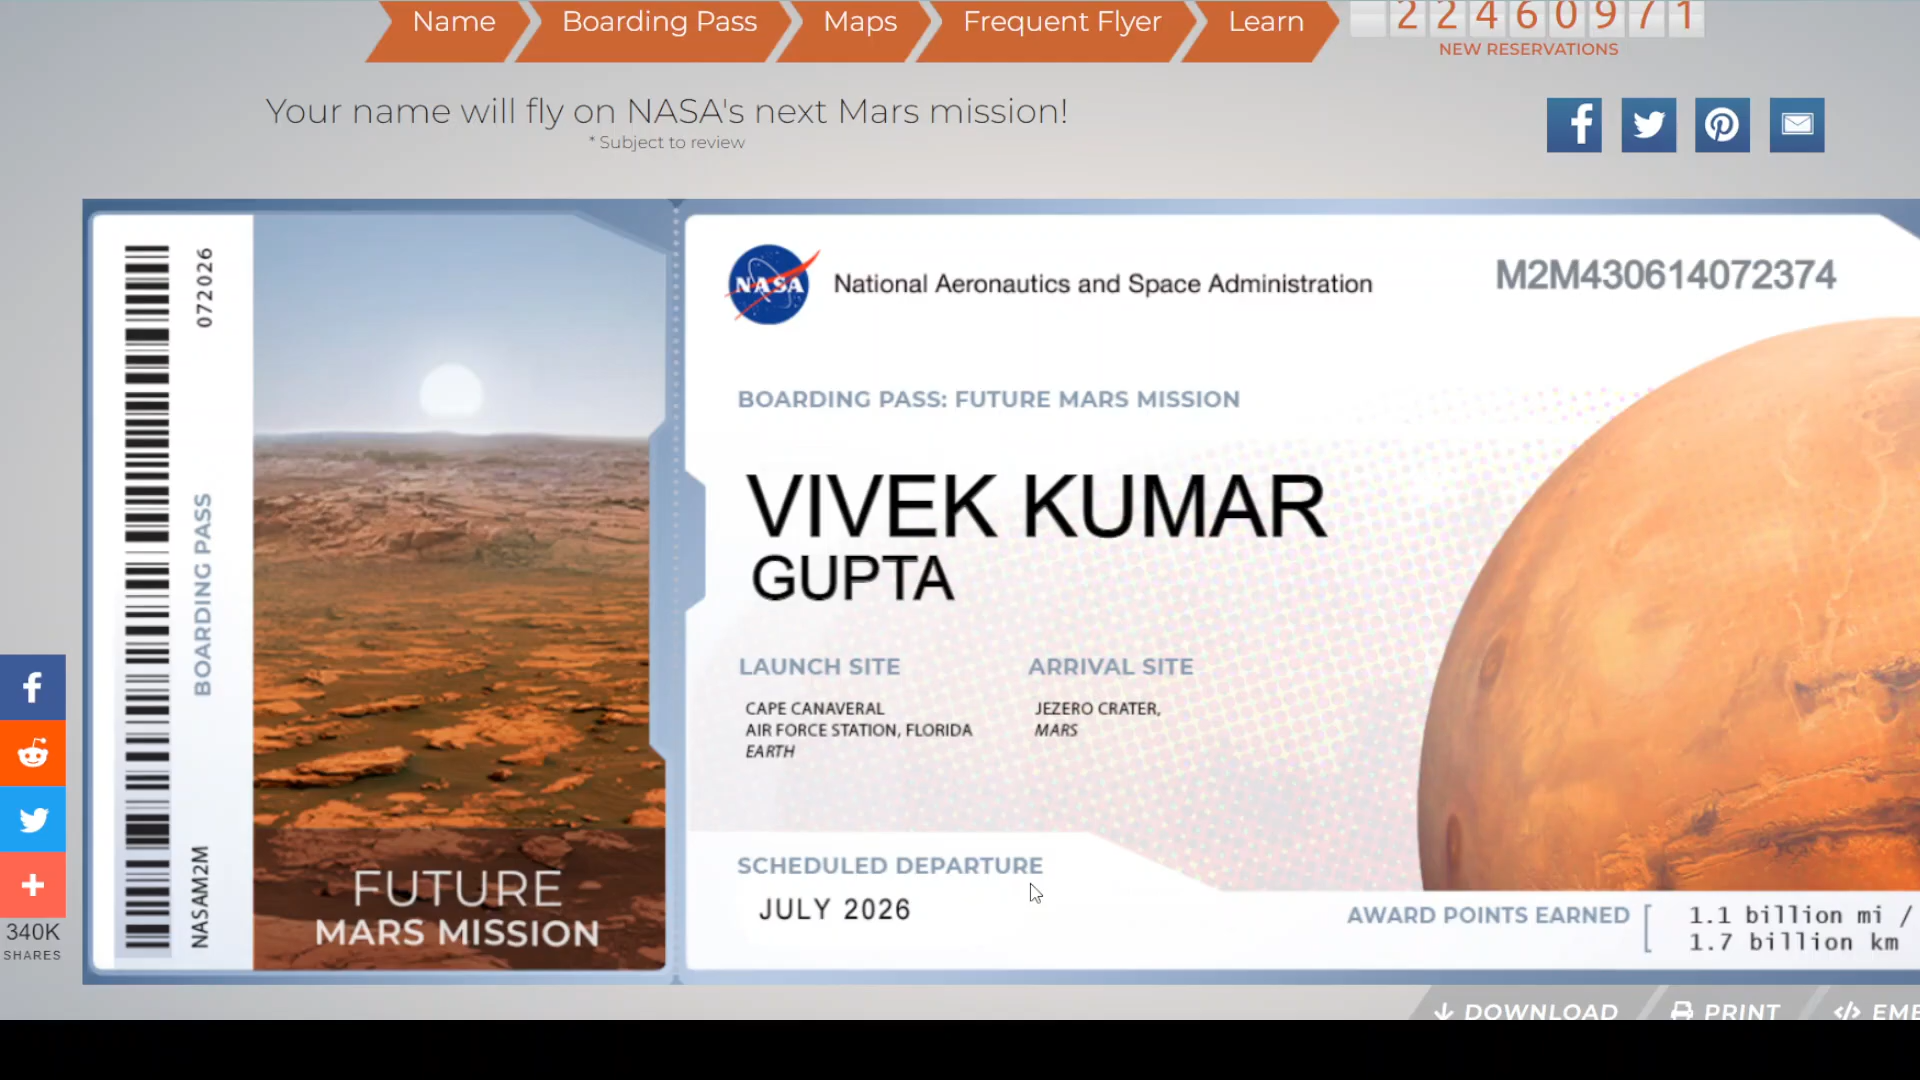 Name
Boarding Pass
Maps
Frequent Flyer
Learn
22460971
NEW RESERVATIONS
Your name will fly on NASA's next Mars mission!
* Subject to review
072026
BOARDING PASS
NASAM2M
FUTURE
MARS MISSION
NASA
National Aeronautics and Space Administration
M2M430614072374
BOARDING PASS: FUTURE MARS MISSION
VIVEK KUMAR
GUPTA
LAUNCH SITE
CAPE CANAVERAL
AIR FORCE STATION, FLORIDA
EARTH
ARRIVAL SITE
JEZERO CRATER,
MARS
SCHEDULED DEPARTURE
JULY 2026
AWARD POINTS EARNED
1.1 billion mi /
1.7 billion km
340K
SHARES
DOWNLOAD
PRINT